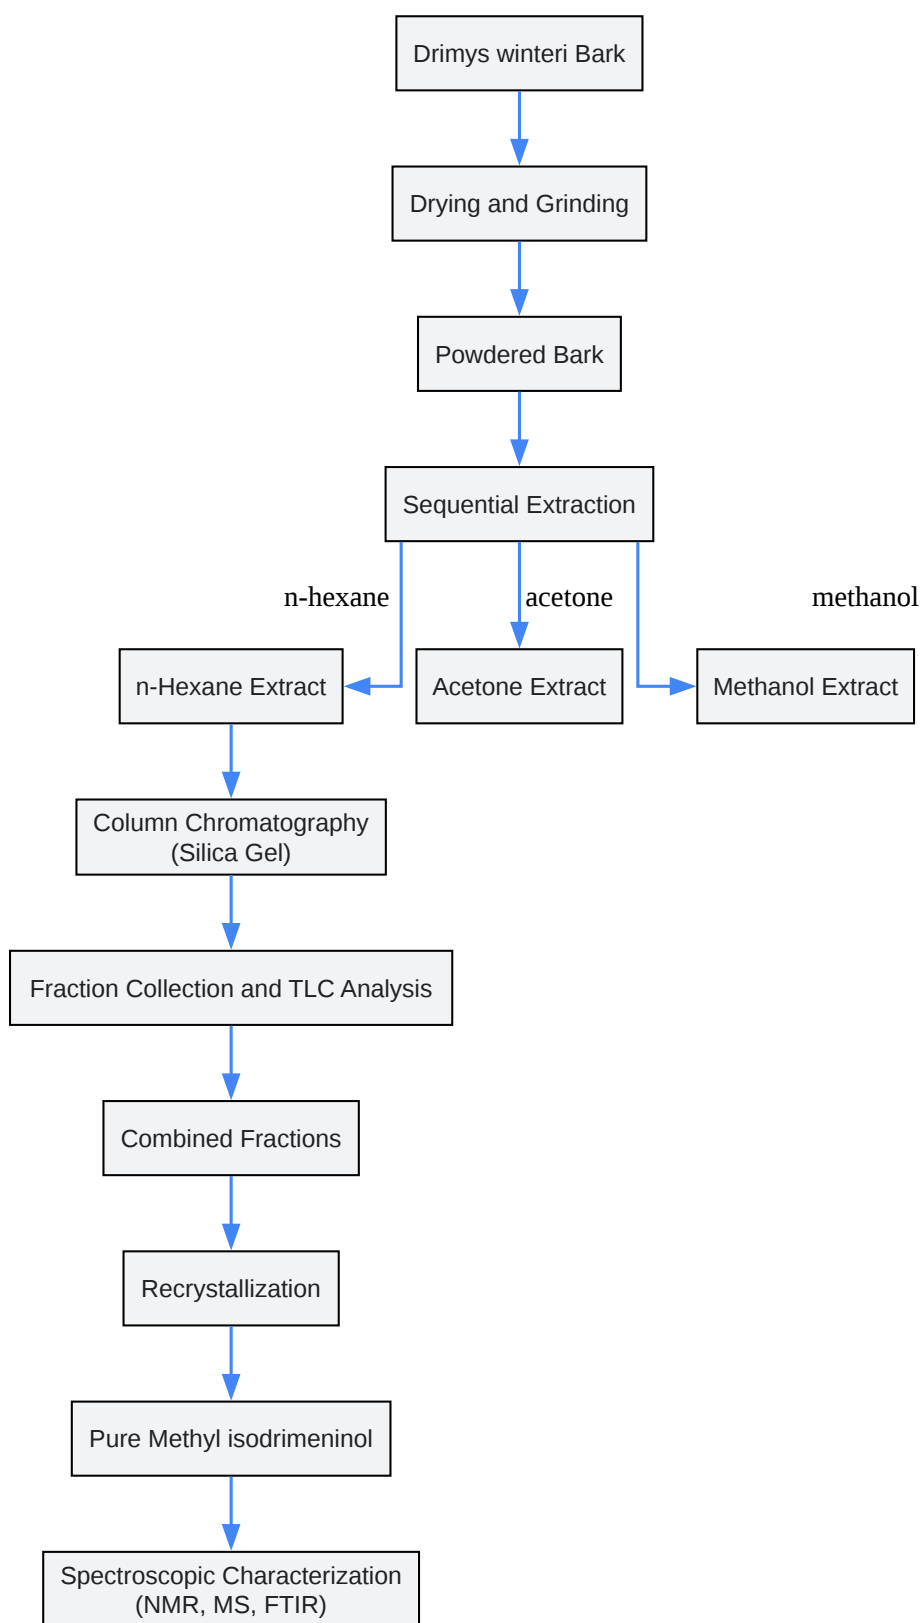 Drimys winteri Bark
Drying and Grinding
Powdered Bark
Sequential Extraction
n-hexane
acetone
methanol
n-Hexane Extract
Acetone Extract
Methanol Extract
Column Chromatography
(Silica Gel)
Fraction Collection and TLC Analysis
Combined Fractions
Recrystallization
Pure Methyl isodrimeninol
Spectroscopic Characterization
(NMR, MS, FTIR)